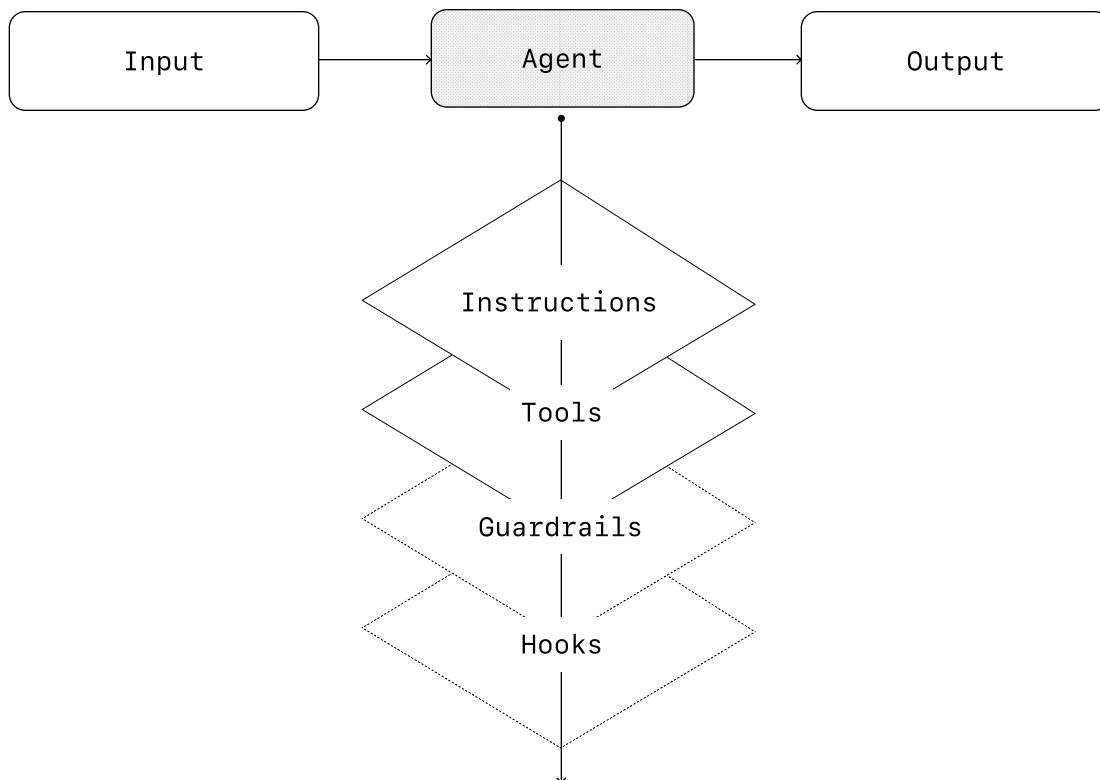 Input
Agent
Output
Instructions
Tools
Guardrails
Hooks